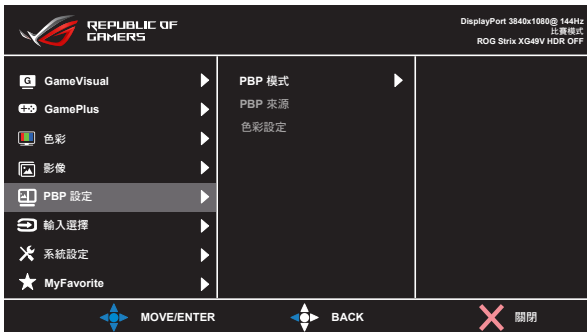 REPUBLIC OF
GAMERS
DisplayPort 3840x1080@ 144Hz
比賽模式
ROG Strix XG49V HDR OFF
G GameVisual
GamePlus
色彩
影像
PBP 設定
輸入選擇
系統設定
MyFavorite
PBP 模式
PBP 來源
色彩設定
MOVE/ENTER
BACK
關閉